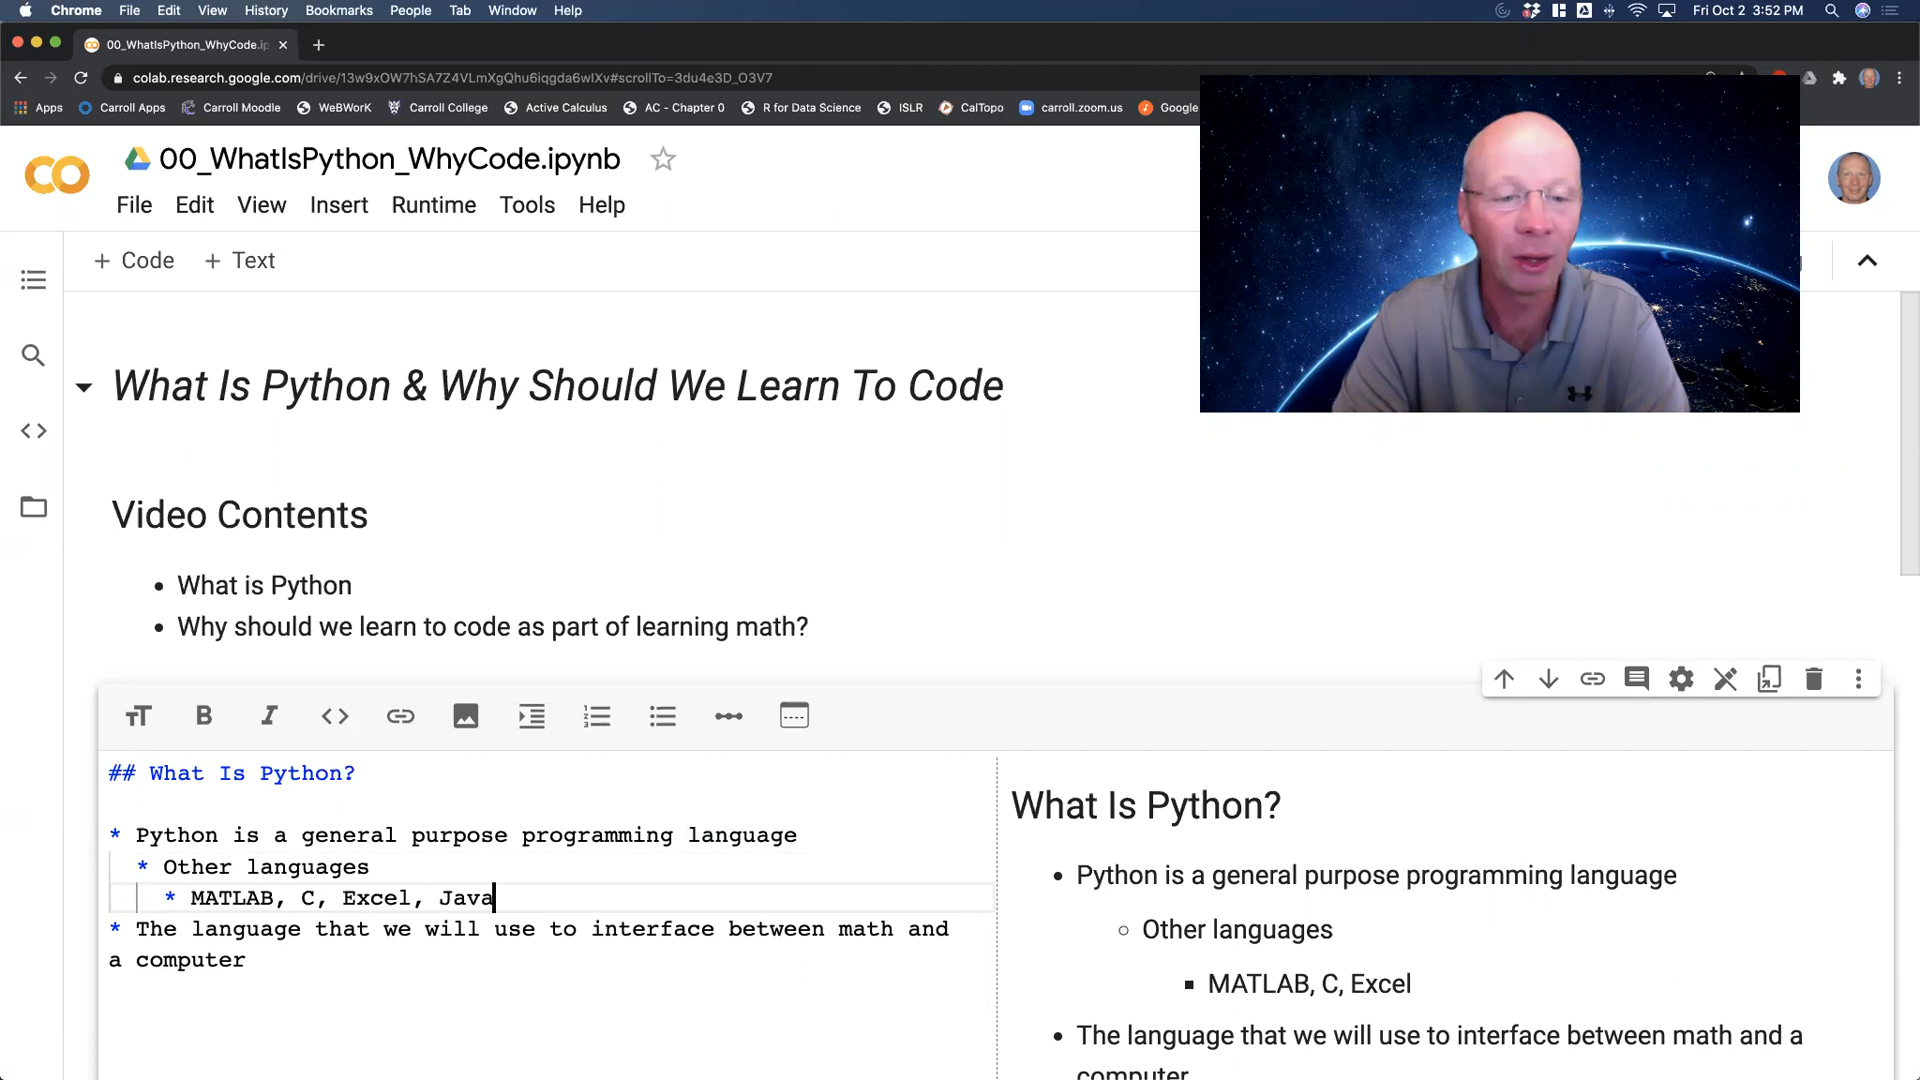 Chrome File Edit View History Bookmarks People Tab Window Help Fri Oct 2 3:52 PM
00_WhatIsPython_WhyCode.ip
colab.research.google.com/drive/13w9xOW7hSA7Z4VLmXgQhu6iqgda6wIXv#scrollTo=3du4e3D_O3V7
Apps Carroll Apps Carroll Moodle WeBWorK Carroll College Active Calculus AC - Chapter 0 R for Data Science ISLR CalTopo carroll.zoom.us Google
00_WhatIsPython_WhyCode.ipynb
File Edit View Insert Runtime Tools Help
+ Code + Text
What Is Python & Why Should We Learn To Code
Video Contents
• What is Python
• Why should we learn to code as part of learning math?
## What Is Python?
* Python is a general purpose programming language
* Other languages
* MATLAB, C, Excel, Java
* The language that we will use to interface between math and
a computer
What Is Python?
• Python is a general purpose programming language
○ Other languages
▪ MATLAB, C, Excel
• The language that we will use to interface between math and a
computer